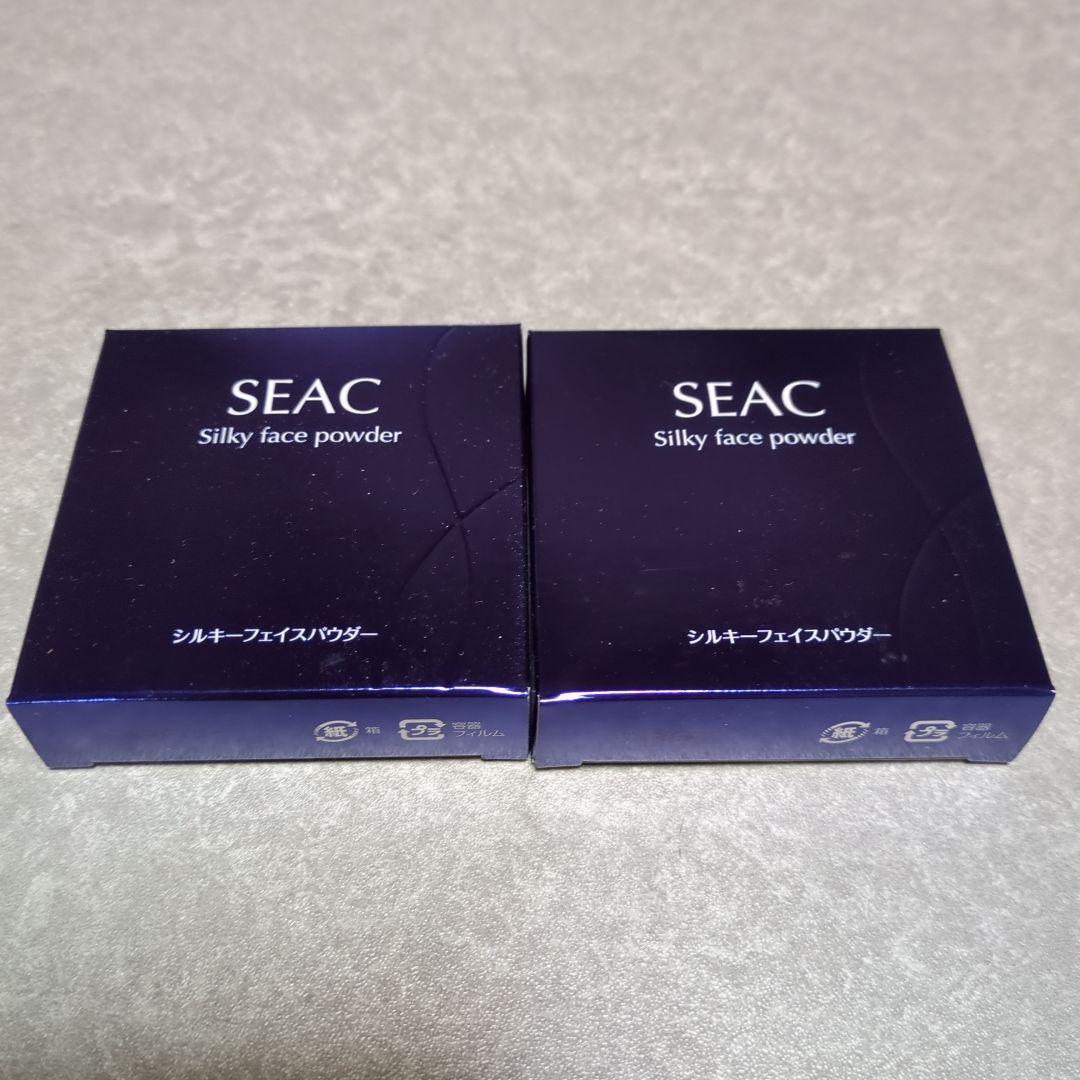 SEAC
Silky face powder
シルキーフェイスパウダー
紙 箱
プラ 容器
フィルム
SEAC
Silky face powder
シルキーフェイスパウダー
紙 箱
プラ 容器
フィルム